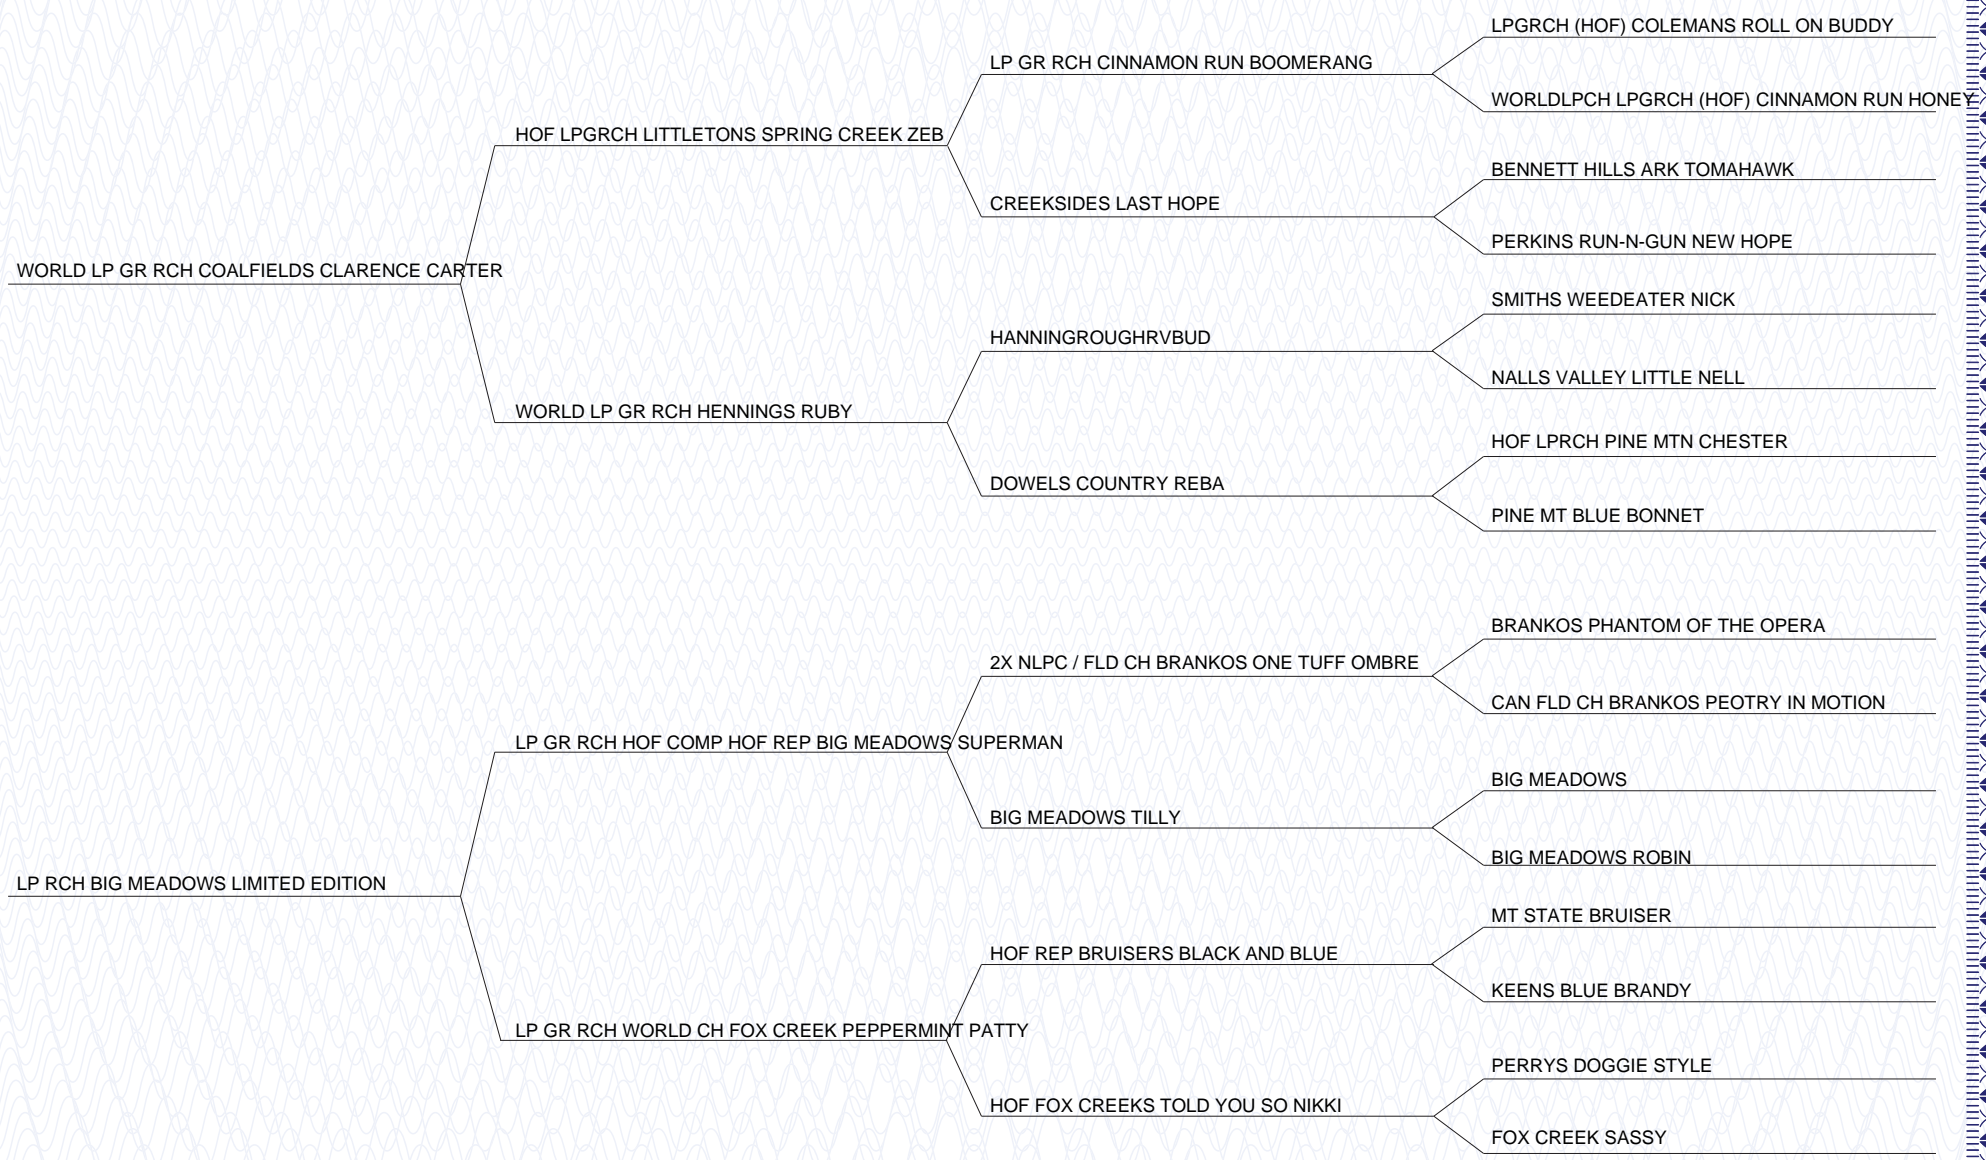 LPGRCH (HOF) COLEMANS ROLL ON BUDDY
LP GR RCH CINNAMON RUN BOOMERANG
WORLDLPCH LPGRCH (HOF) CINNAMON RUN HONEY
HOF LPGRCH LITTLETONS SPRING CREEK ZEB
BENNETT HILLS ARK TOMAHAWK
CREEKSIDES LAST HOPE
PERKINS RUN-N-GUN NEW HOPE
WORLD LP GR RCH COALFIELDS CLARENCE CARTER
SMITHS WEEDEATER NICK
HANNINGROUGHRVBUD
NALLS VALLEY LITTLE NELL
WORLD LP GR RCH HENNINGS RUBY
HOF LPRCH PINE MTN CHESTER
DOWELS COUNTRY REBA
PINE MT BLUE BONNET
BRANKOS PHANTOM OF THE OPERA
2X NLPC / FLD CH BRANKOS ONE TUFF OMBRE
CAN FLD CH BRANKOS PEOTRY IN MOTION
LP GR RCH HOF COMP HOF REP BIG MEADOWS SUPERMAN
BIG MEADOWS
BIG MEADOWS TILLY
BIG MEADOWS ROBIN
LP RCH BIG MEADOWS LIMITED EDITION
MT STATE BRUISER
HOF REP BRUISERS BLACK AND BLUE
KEENS BLUE BRANDY
LP GR RCH WORLD CH FOX CREEK PEPPERMINT PATTY
PERRYS DOGGIE STYLE
HOF FOX CREEKS TOLD YOU SO NIKKI
FOX CREEK SASSY